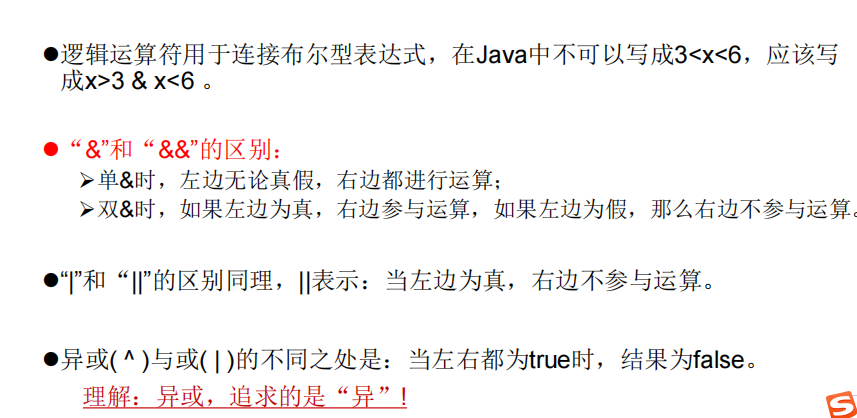 ●逻辑运算符用于连接布尔型表达式，在Java中不可以写成3<x<6，应该写
成x>3 & x<6 。
●“&”和“&&”的区别：
➢单&时，左边无论真假，右边都进行运算；
➢双&时，如果左边为真，右边参与运算，如果左边为假，那么右边不参与运算。
●“|”和“||”的区别同理，||表示：当左边为真，右边不参与运算。
●异或( ^ )与或( | )的不同之处是：当左右都为true时，结果为false。
理解：异或，追求的是“异”!